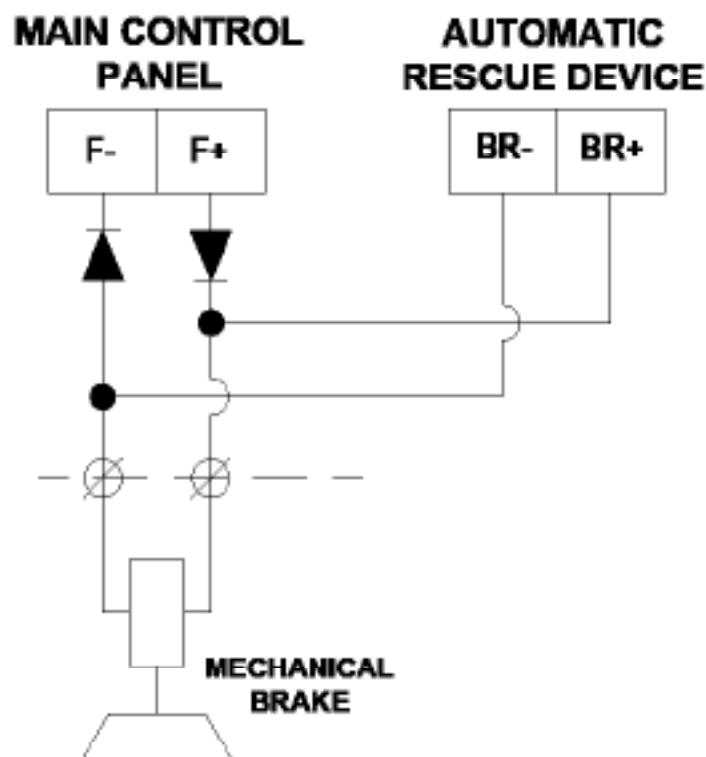 MAIN CONTROL
PANEL
AUTOMATIC
RESCUE DEVICE
F-
F+
BR-
BR+
MECHANICAL
BRAKE